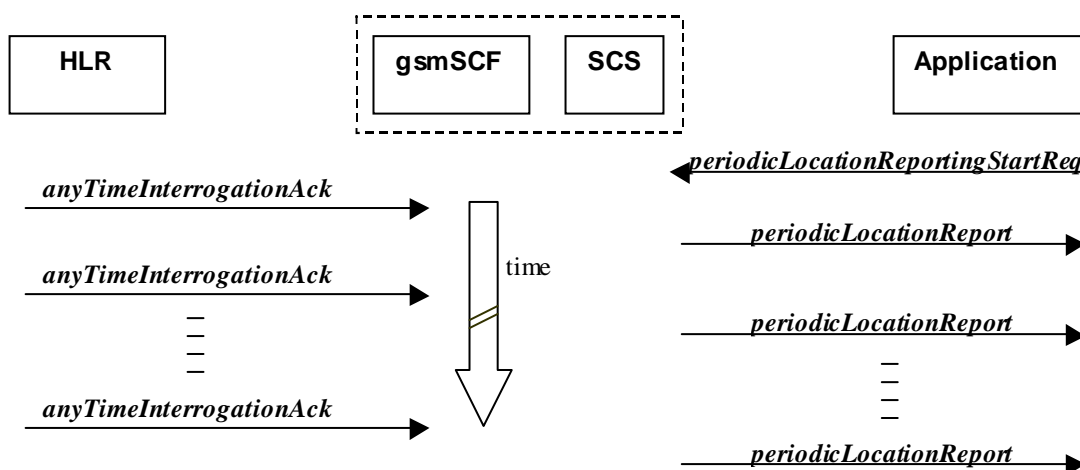 HLR
gsmSCF
SCS
Application
periodicLocationReportingStartReq
anyTimeInterrogationAck
periodicLocationReport
anyTimeInterrogationAck
time
periodicLocationReport
anyTimeInterrogationAck
periodicLocationReport